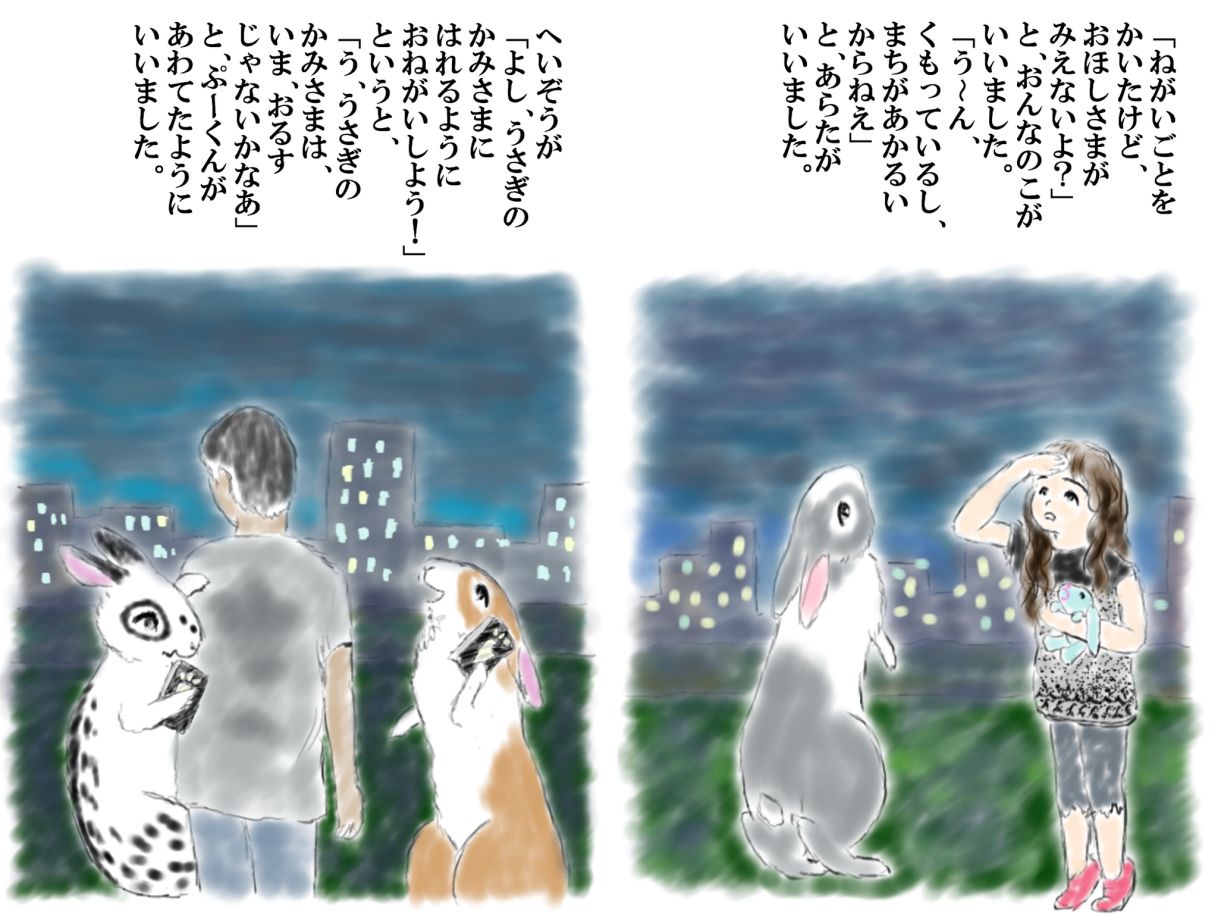 「ねがいごとを
かいたけど、
おほしさまが
みえないよ？」
と、おんなのこが
いいました。
「う～ん、
くもっているし、
まちがあかるい
からねえ」
と、あらたが
いいました。
へいぞうが
「よし、うさぎの
かみさまに
はれるように
おねがいしよう！」
というと、
「う、うさぎの
かみさまは、
いま、おるす
じゃないかなあ」
と、ぷーくんが
あわてたように
いいました。